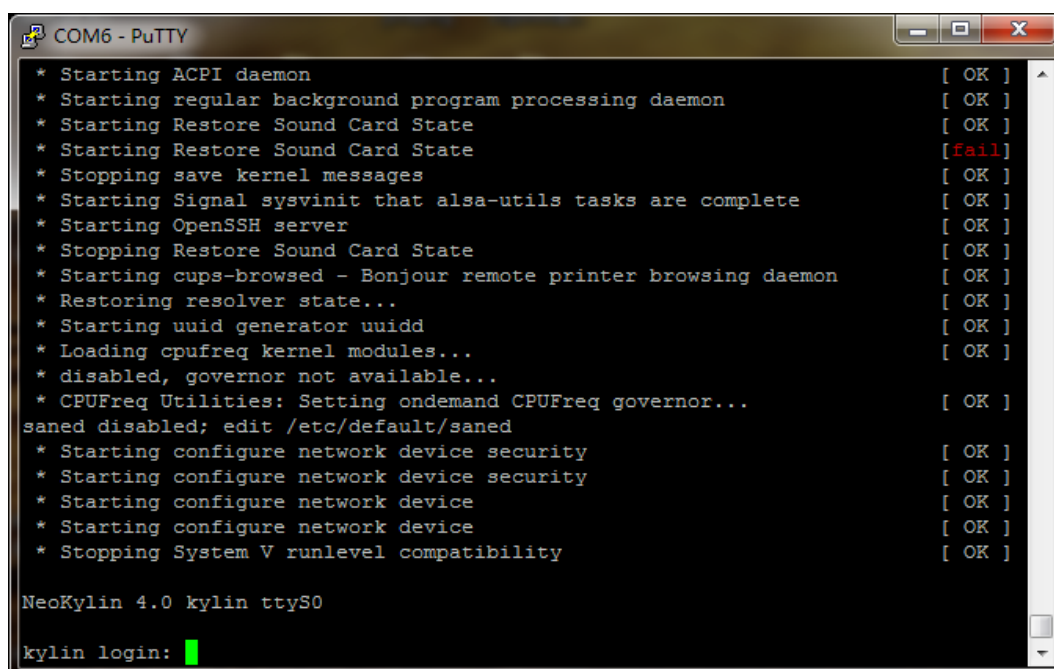 COM6 - PuTTY
* Starting ACPI daemon [ OK ]
* Starting regular background program processing daemon [ OK ]
* Starting Restore Sound Card State [ OK ]
* Starting Restore Sound Card State [fail]
* Stopping save kernel messages [ OK ]
* Starting Signal sysvinit that alsa-utils tasks are complete [ OK ]
* Starting OpenSSH server [ OK ]
* Stopping Restore Sound Card State [ OK ]
* Starting cups-browsed - Bonjour remote printer browsing daemon [ OK ]
* Restoring resolver state... [ OK ]
* Starting uuid generator uuidd [ OK ]
* Loading cpufreq kernel modules... [ OK ]
* disabled, governor not available...
* CPUFreq Utilities: Setting ondemand CPUFreq governor... [ OK ]
saned disabled; edit /etc/default/saned
* Starting configure network device security [ OK ]
* Starting configure network device security [ OK ]
* Starting configure network device [ OK ]
* Starting configure network device [ OK ]
* Stopping System V runlevel compatibility [ OK ]
NeoKylin 4.0 kylin ttyS0
kylin login: